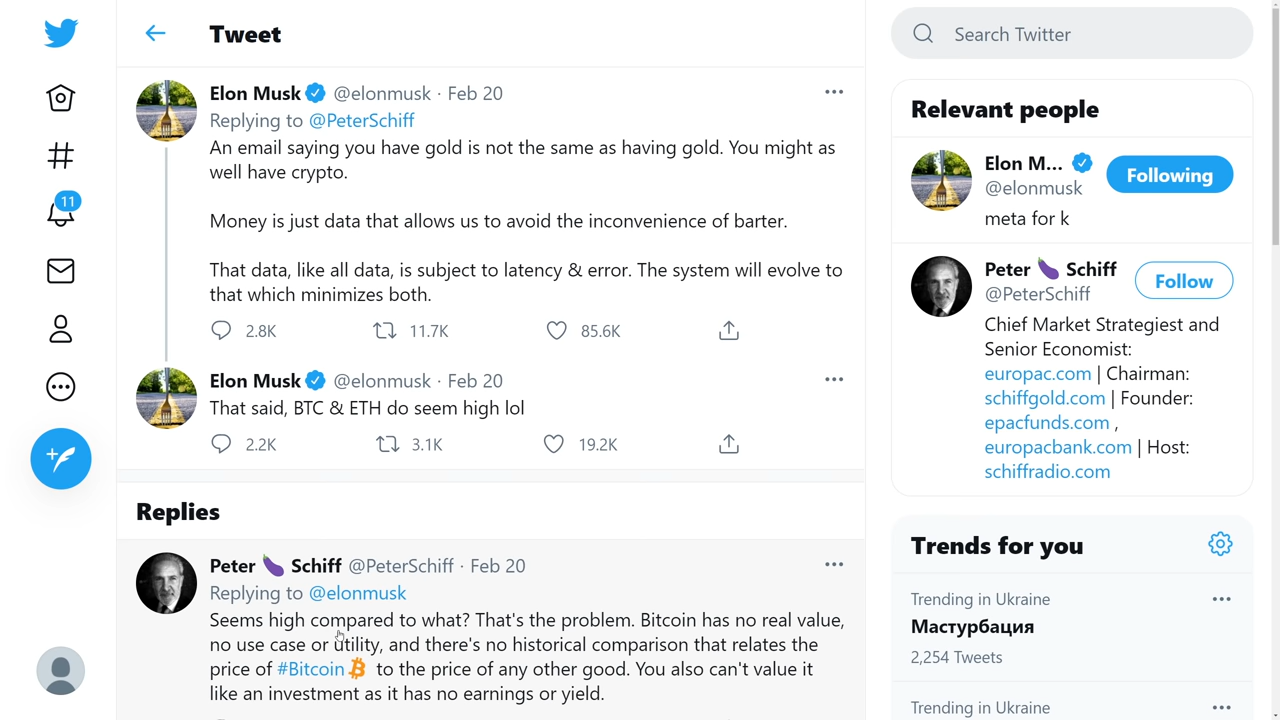 Tweet
Elon Musk @elonmusk · Feb 20
Replying to @PeterSchiff
An email saying you have gold is not the same as having gold. You might as
well have crypto.
Money is just data that allows us to avoid the inconvenience of barter.
That data, like all data, is subject to latency & error. The system will evolve to
that which minimizes both.
2.8K 11.7K 85.6K
Elon Musk @elonmusk · Feb 20
That said, BTC & ETH do seem high lol
2.2K 3.1K 19.2K
Replies
Peter 🍆 Schiff @PeterSchiff · Feb 20
Replying to @elonmusk
Seems high compared to what? That's the problem. Bitcoin has no real value,
no use case or utility, and there's no historical comparison that relates the
price of #Bitcoin to the price of any other good. You also can't value it
like an investment as it has no earnings or yield.
11
Search Twitter
Relevant people
Elon M...
@elonmusk
Following
meta for k
Peter 🍆 Schiff
@PeterSchiff
Follow
Chief Market Strategiest and
Senior Economist:
europac.com | Chairman:
schiffgold.com | Founder:
epacfunds.com ,
europacbank.com | Host:
schiffradio.com
Trends for you
Trending in Ukraine
Мастурбация
2,254 Tweets
Trending in Ukraine